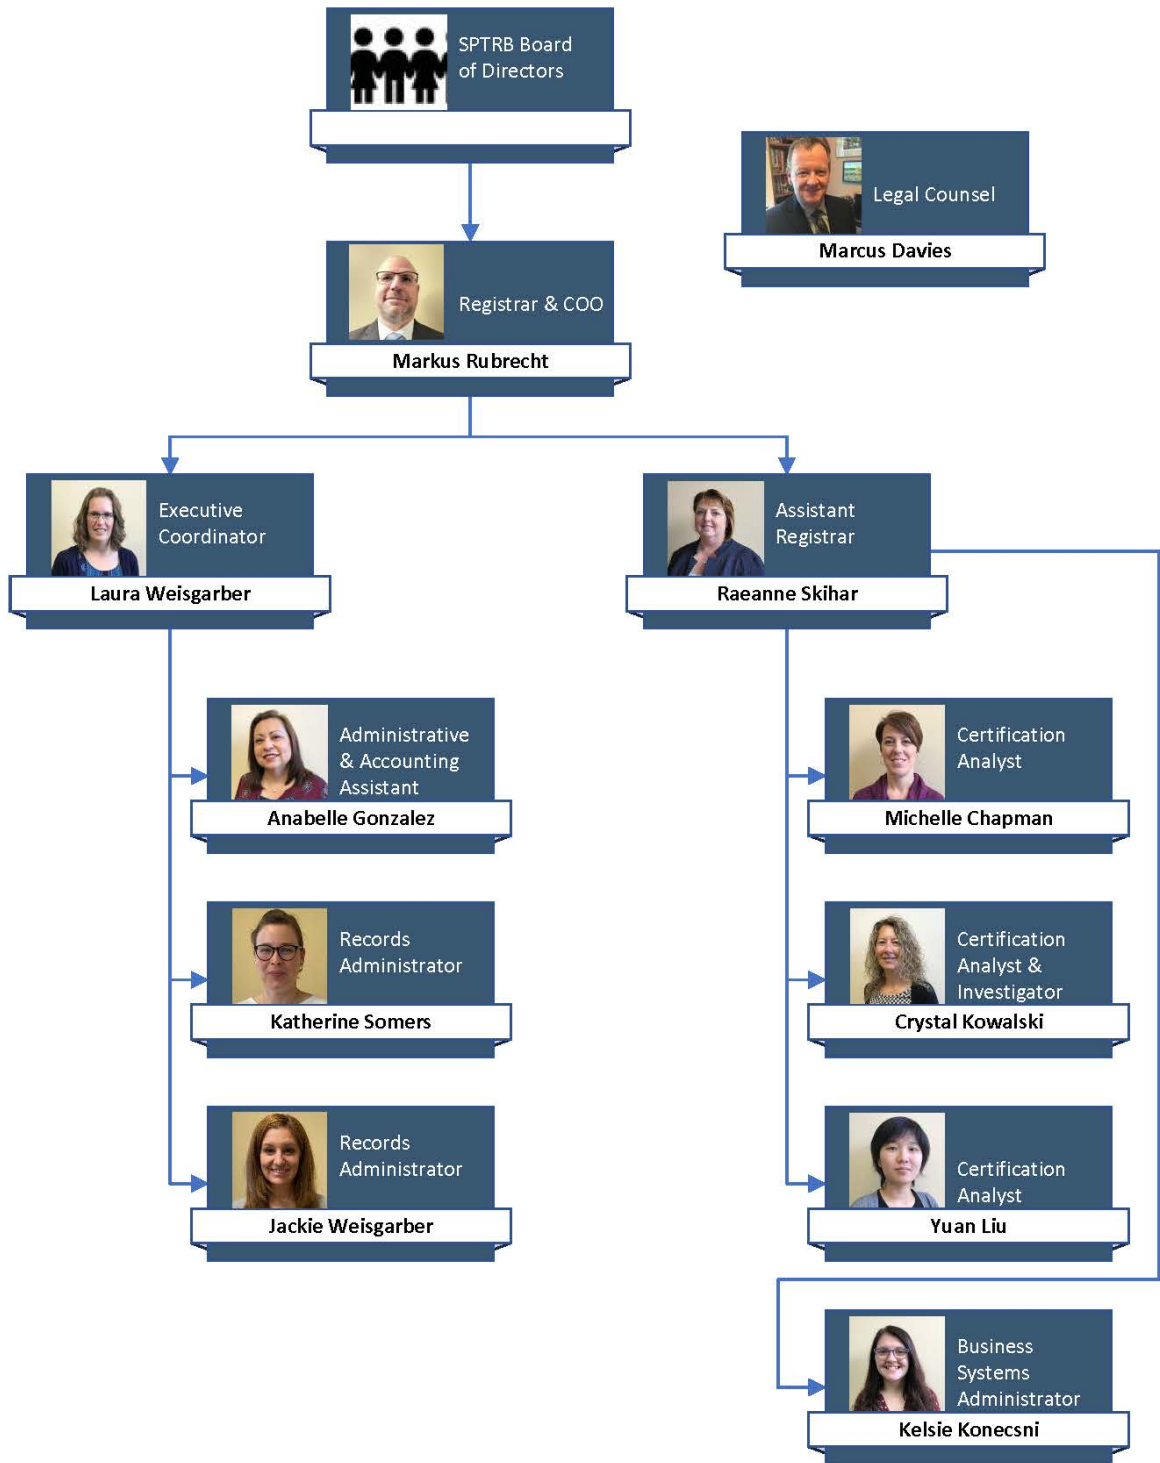 SPTRB Board
of Directors
Legal Counsel
Marcus Davies
Registrar & COO
Markus Rubrecht
Executive
Coordinator
Laura Weisgarber
Assistant
Registrar
Raeanne Skihar
Administrative
& Accounting
Assistant
Anabelle Gonzalez
Certification
Analyst
Michelle Chapman
Records
Administrator
Katherine Somers
Certification
Analyst &
Investigator
Crystal Kowalski
Records
Administrator
Jackie Weisgarber
Certification
Analyst
Yuan Liu
Business
Systems
Administrator
Kelsie Konecsni